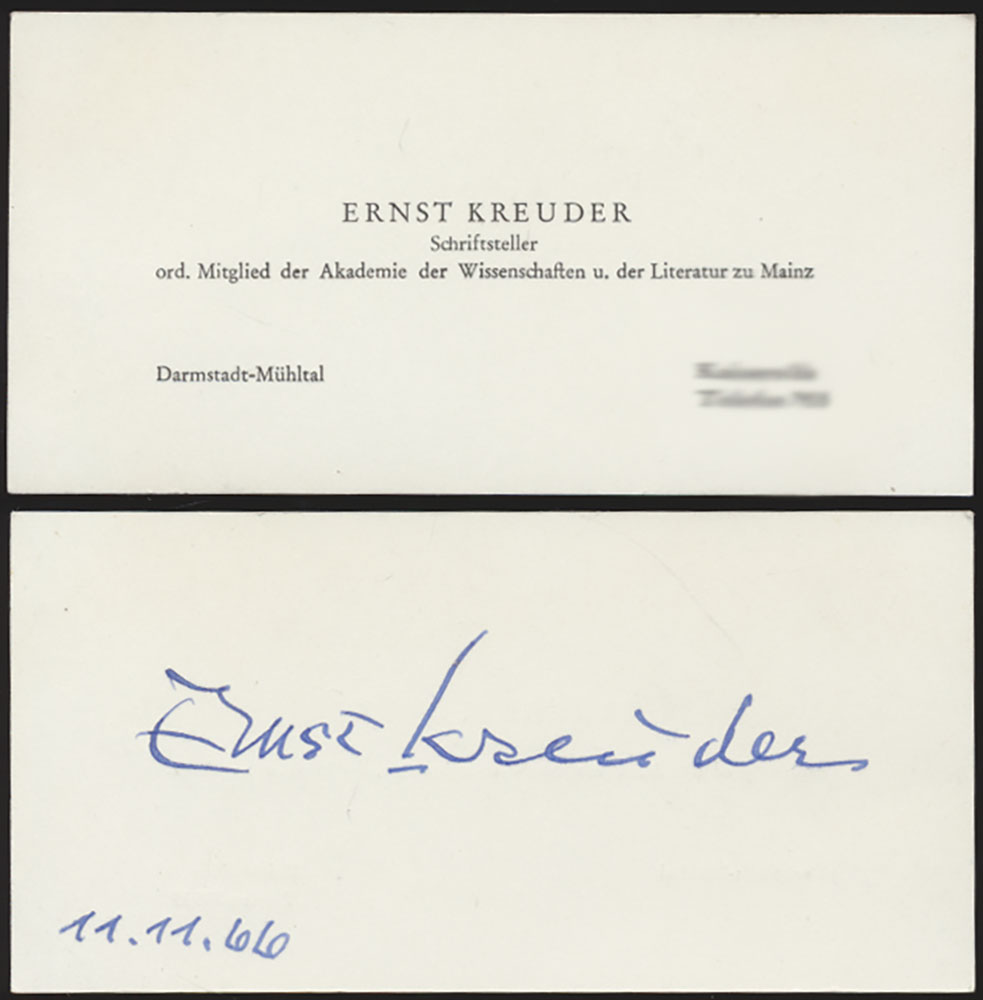 ERNST KREUDER
Schriftsteller
ord. Mitglied der Akademie der Wissenschaften u. der Literatur zu Mainz
Darmstadt-Mühltal
Ernst Kreuder
11.11.66